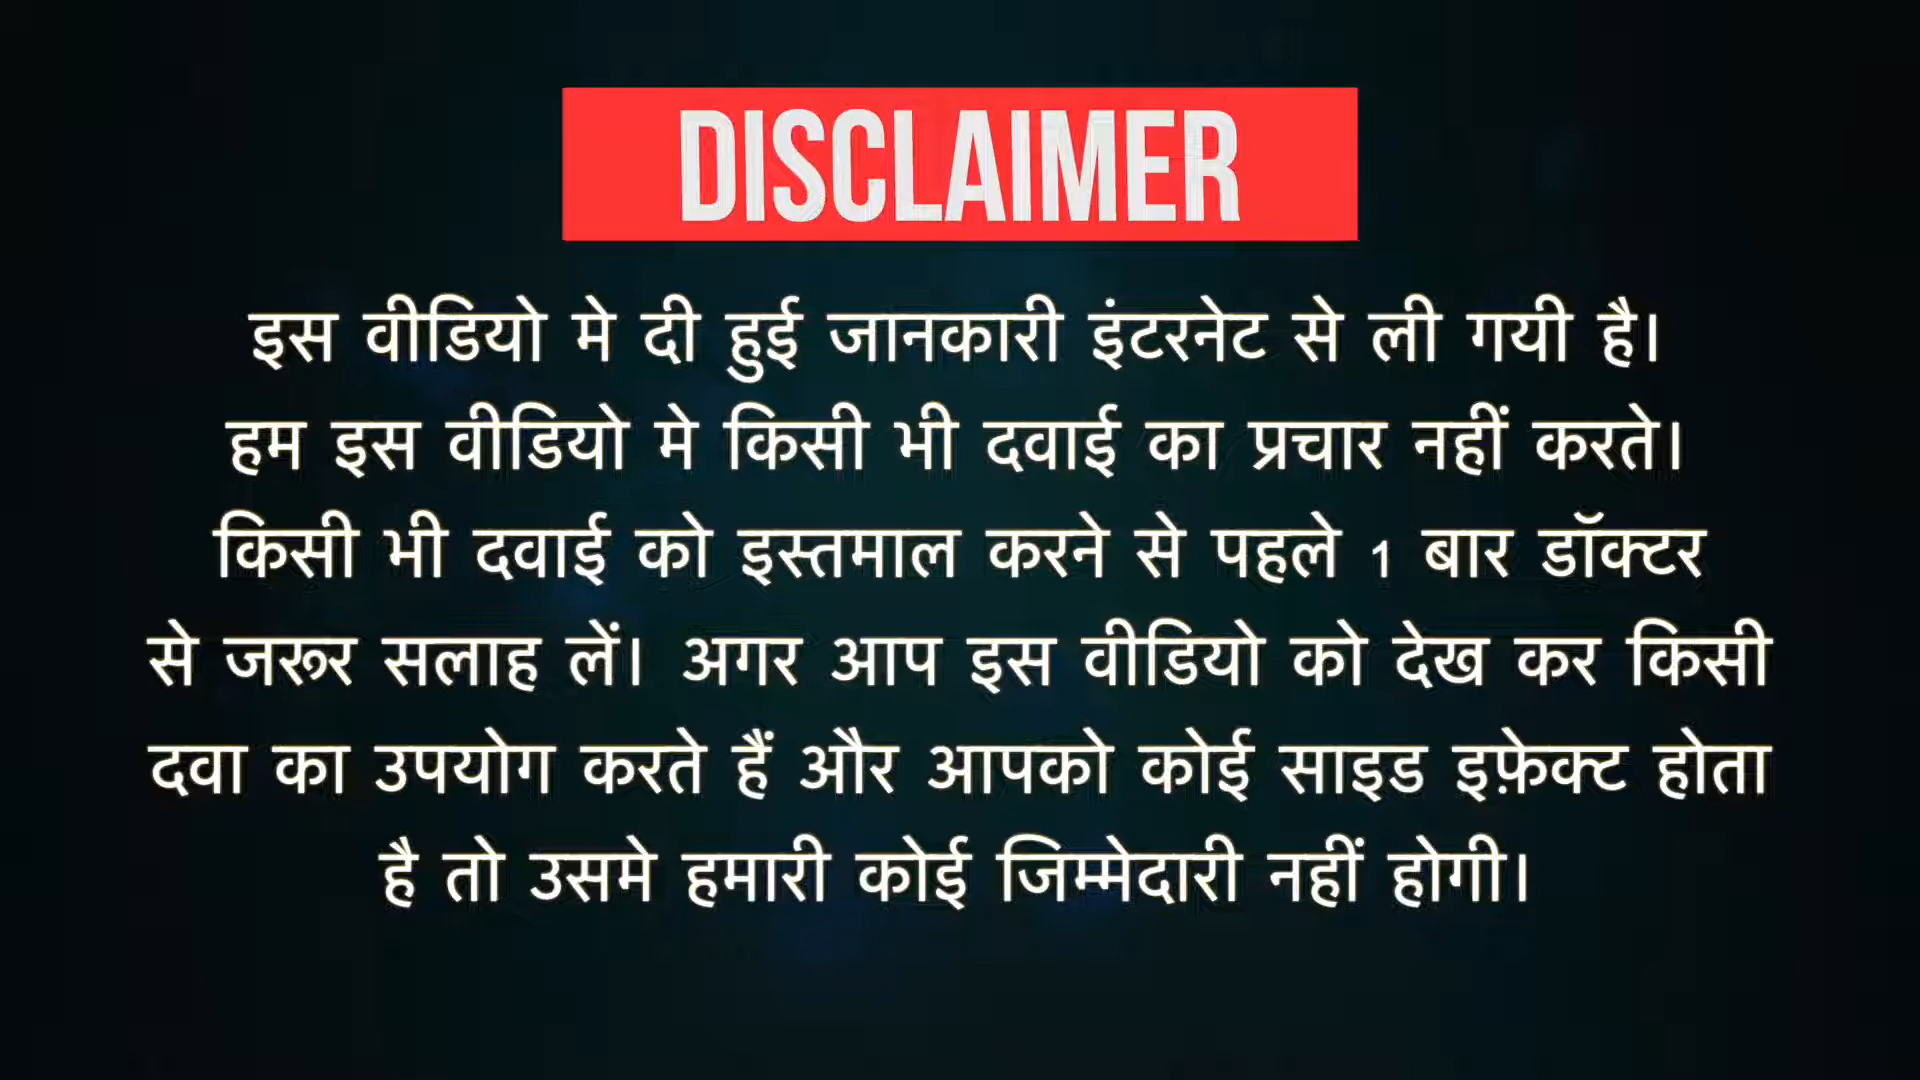 DISCLAIMER
इस वीडियो मे दी हुई जानकारी इंटरनेट से ली गयी है।
हम इस वीडियो मे किसी भी दवाई का प्रचार नहीं करते।
किसी भी दवाई को इस्तमाल करने से पहले 1 बार डॉक्टर
से जरूर सलाह लें। अगर आप इस वीडियो को देख कर किसी
दवा का उपयोग करते हैं और आपको कोई साइड इफ़ेक्ट होता
है तो उसमे हमारी कोई जिम्मेदारी नहीं होगी।